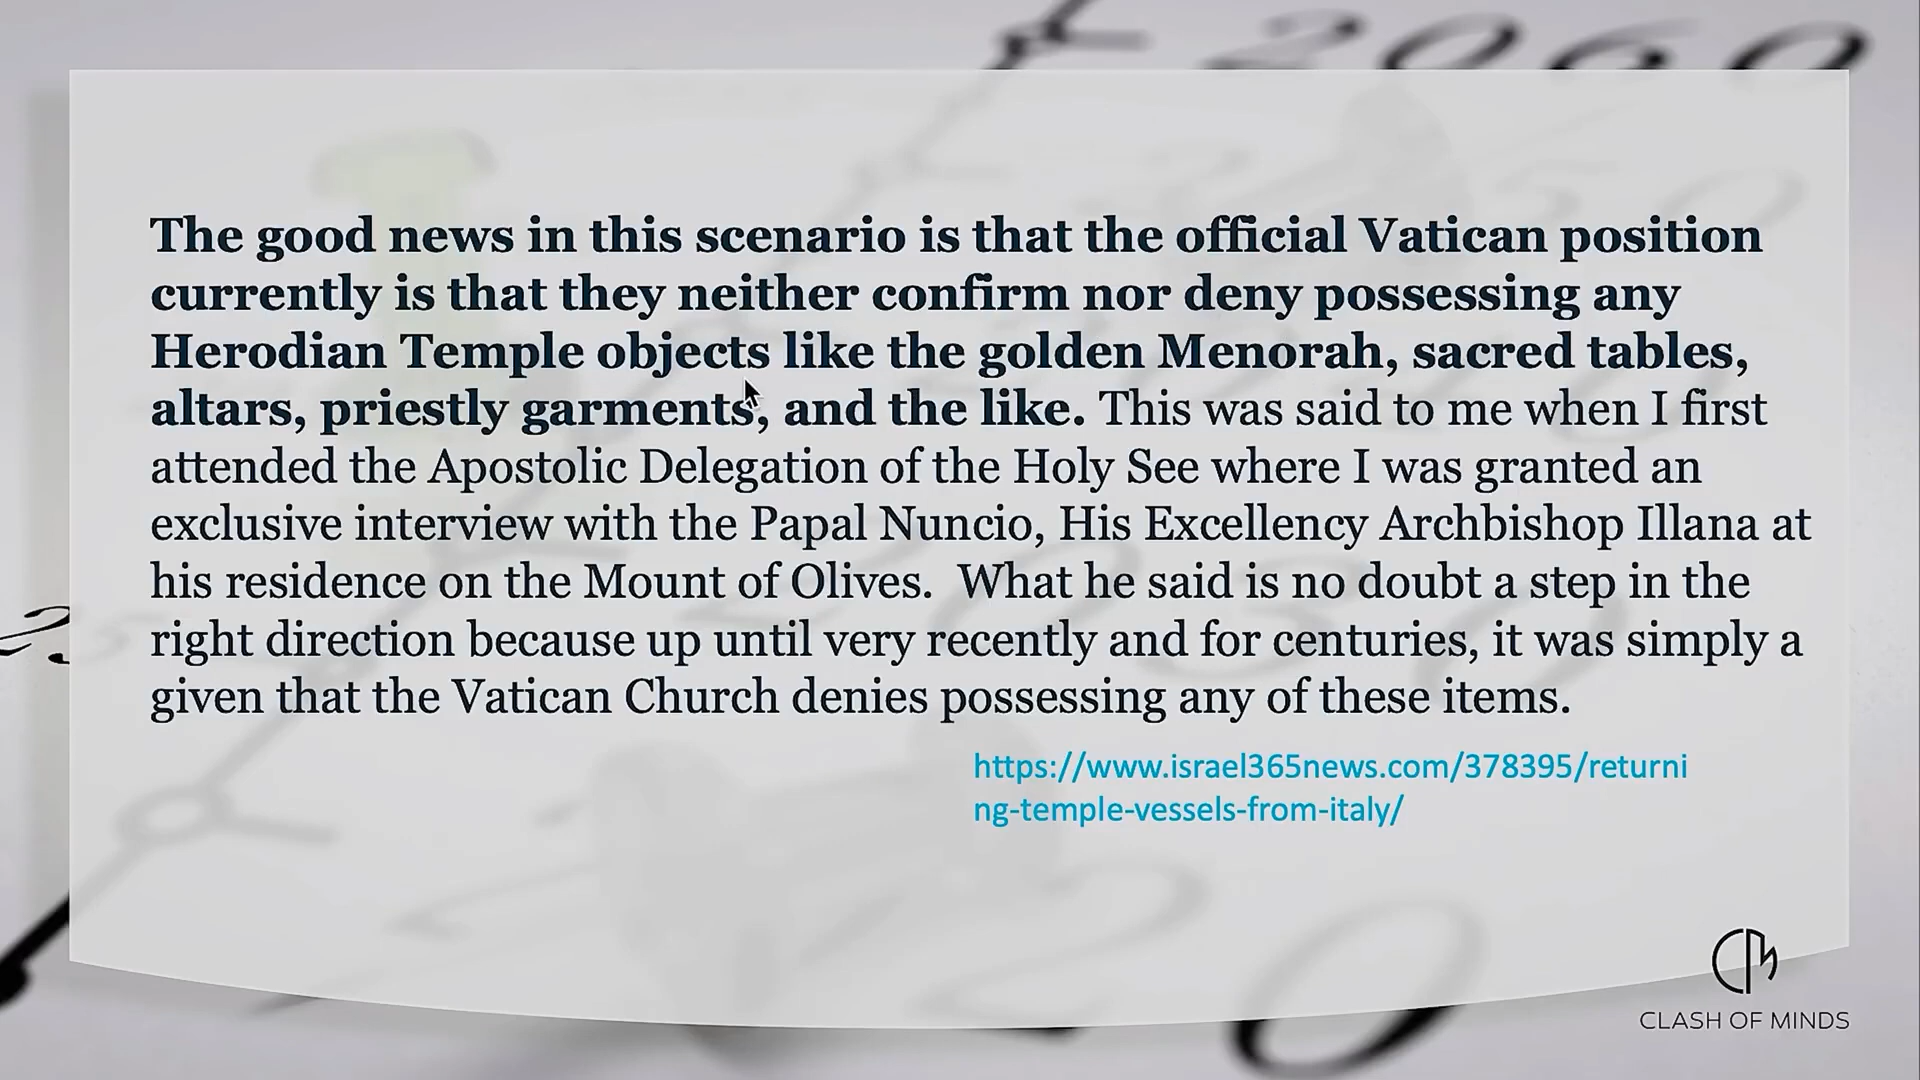 2060
The good news in this scenario is that the official Vatican position
currently is that they neither confirm nor deny possessing any
Herodian Temple objects like the golden Menorah, sacred tables,
altars, priestly garments, and the like. This was said to me when I first
attended the Apostolic Delegation of the Holy See where I was granted an
exclusive interview with the Papal Nuncio, His Excellency Archbishop Illana at
his residence on the Mount of Olives.  What he said is no doubt a step in the
right direction because up until very recently and for centuries, it was simply a
given that the Vatican Church denies possessing any of these items.
https://www.israel365news.com/378395/returni
ng-temple-vessels-from-italy/
CLASH OF MINDS